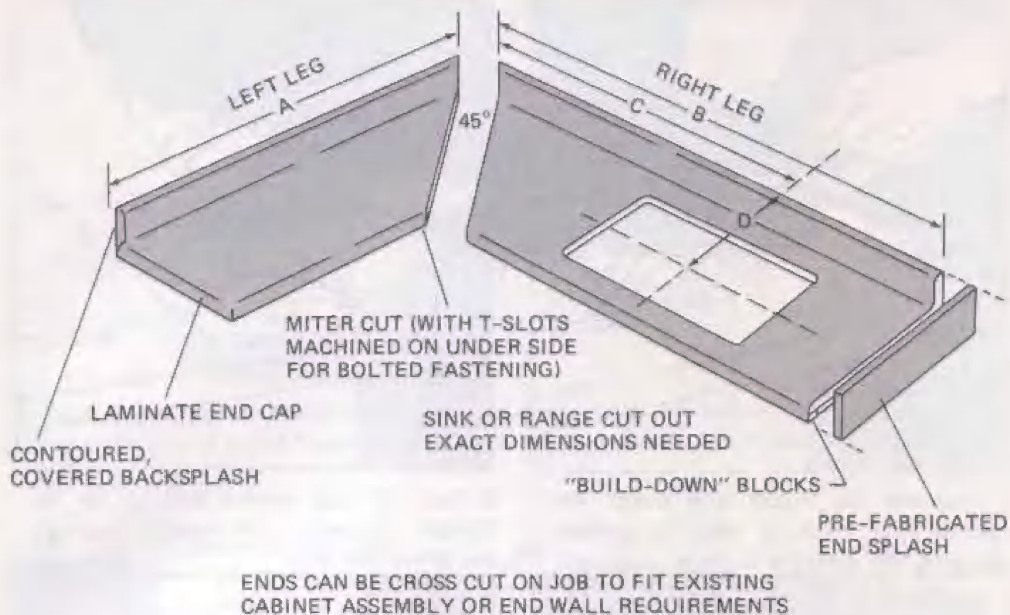 LEFT LEG
A
45°
RIGHT LEG
B
C
D
MITER CUT (WITH T-SLOTS
MACHINED ON UNDER SIDE
FOR BOLTED FASTENING)
LAMINATE END CAP
SINK OR RANGE CUT OUT
EXACT DIMENSIONS NEEDED
CONTOURED,
COVERED BACKSPLASH
"BUILD-DOWN" BLOCKS
PRE-FABRICATED
END SPLASH
ENDS CAN BE CROSS CUT ON JOB TO FIT EXISTING
CABINET ASSEMBLY OR END WALL REQUIREMENTS